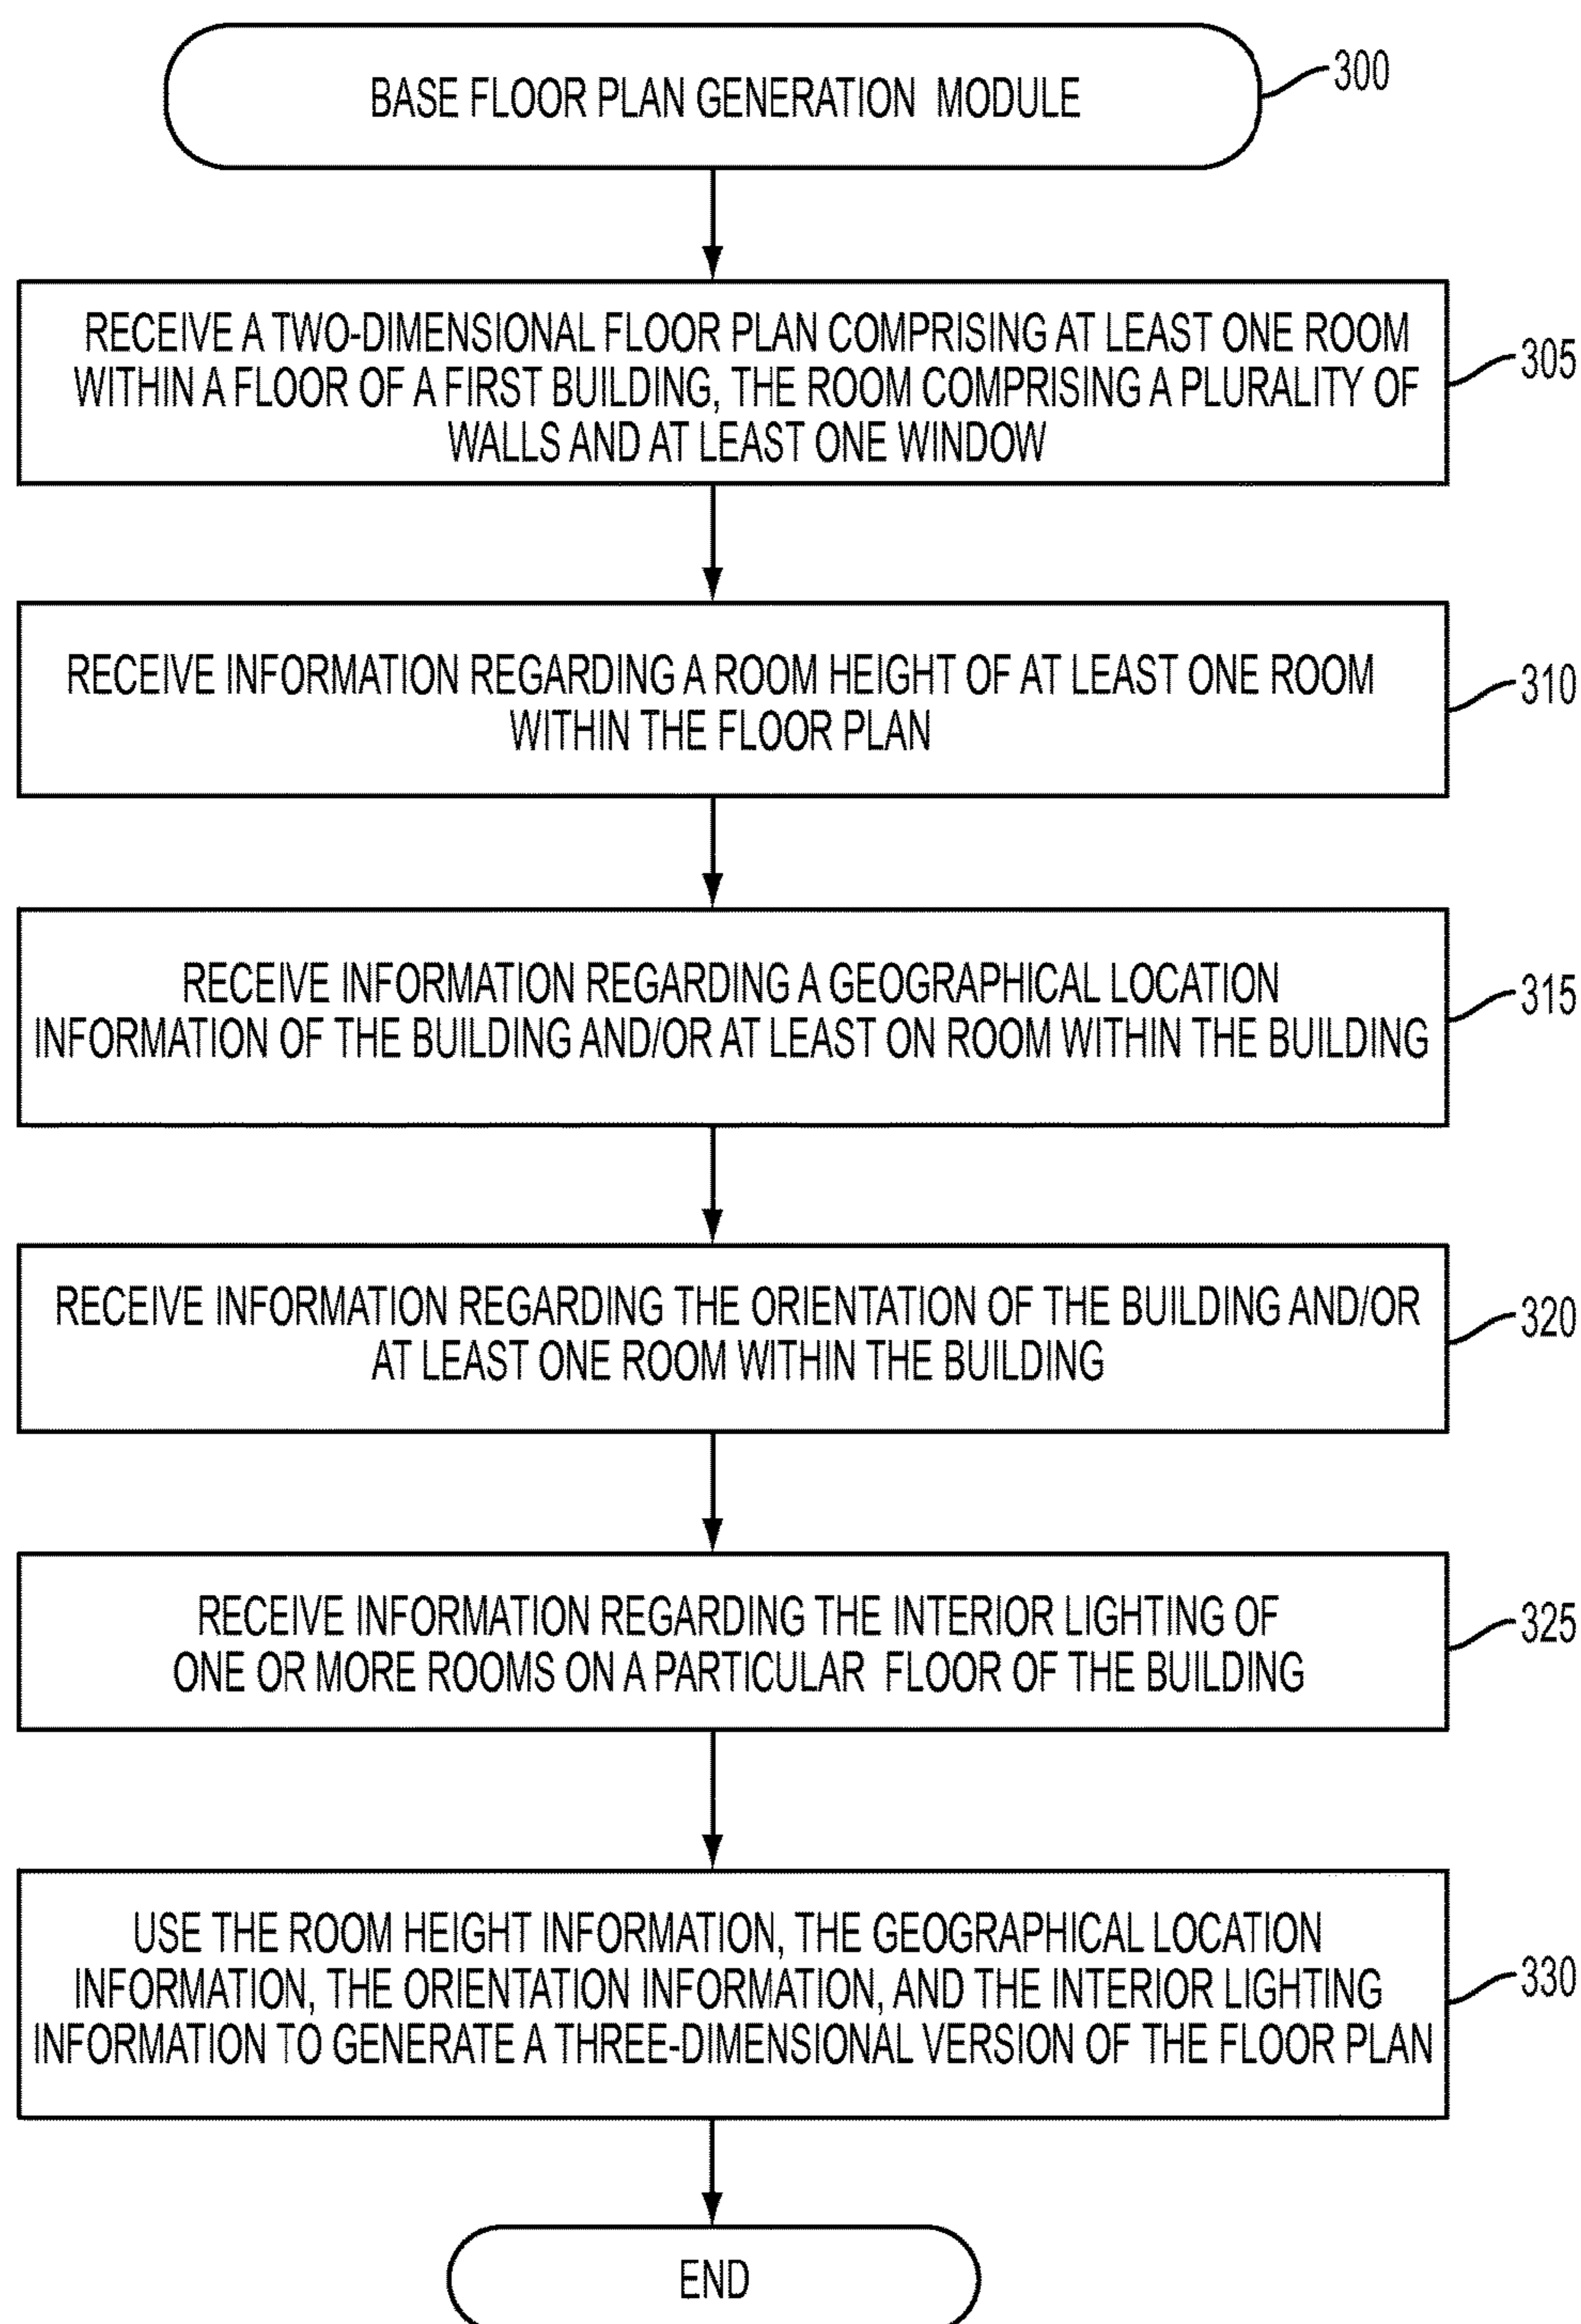 BASE FLOOR PLAN GENERATION MODULE
300
RECEIVE A TWO-DIMENSIONAL FLOOR PLAN COMPRISING AT LEAST ONE ROOM
WITHIN A FLOOR OF A FIRST BUILDING, THE ROOM COMPRISING A PLURALITY OF
WALLS AND AT LEAST ONE WINDOW
305
RECEIVE INFORMATION REGARDING A ROOM HEIGHT OF AT LEAST ONE ROOM
WITHIN THE FLOOR PLAN
310
RECEIVE INFORMATION REGARDING A GEOGRAPHICAL LOCATION
INFORMATION OF THE BUILDING AND/OR AT LEAST ON ROOM WITHIN THE BUILDING
315
RECEIVE INFORMATION REGARDING THE ORIENTATION OF THE BUILDING AND/OR
AT LEAST ONE ROOM WITHIN THE BUILDING
320
RECEIVE INFORMATION REGARDING THE INTERIOR LIGHTING OF
ONE OR MORE ROOMS ON A PARTICULAR FLOOR OF THE BUILDING
325
USE THE ROOM HEIGHT INFORMATION, THE GEOGRAPHICAL LOCATION
INFORMATION, THE ORIENTATION INFORMATION, AND THE INTERIOR LIGHTING
INFORMATION TO GENERATE A THREE-DIMENSIONAL VERSION OF THE FLOOR PLAN
330
END